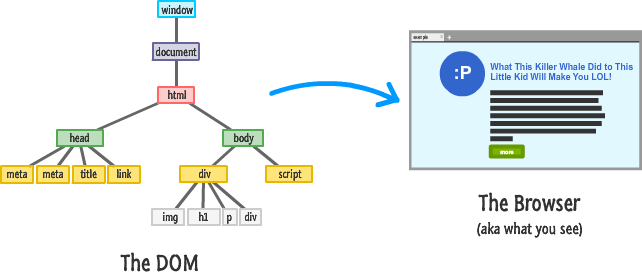 window
document
html
head
body
meta
meta
title
link
div
script
img
h1
p
div
The DOM
example
x
+
:P
What This Killer Whale Did to This
Little Kid Will Make You LOL!
more
The Browser
(aka what you see)